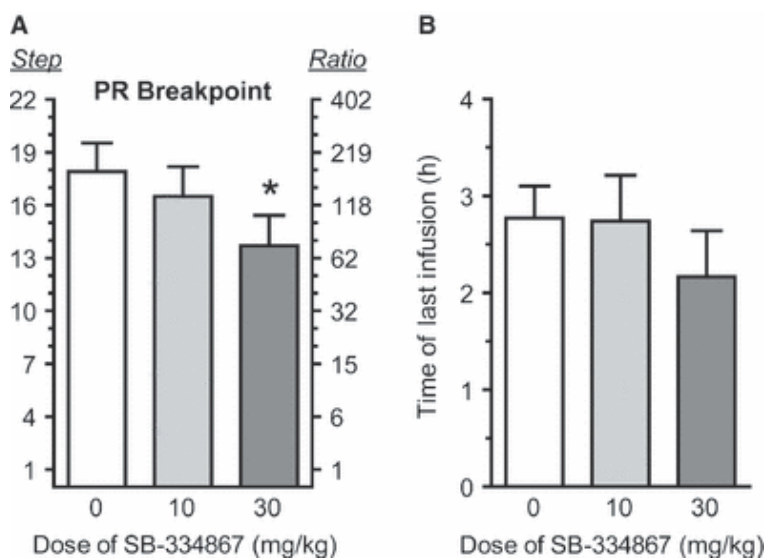 A
Step
Ratio
PR Breakpoint
22
19
16
13
10
7
4
1
402
219
118
62
32
15
6
1
*
0 10 30
Dose of SB-334867 (mg/kg)
B
Time of last infusion (h)
4
3
2
1
0
0 10 30
Dose of SB-334867 (mg/kg)